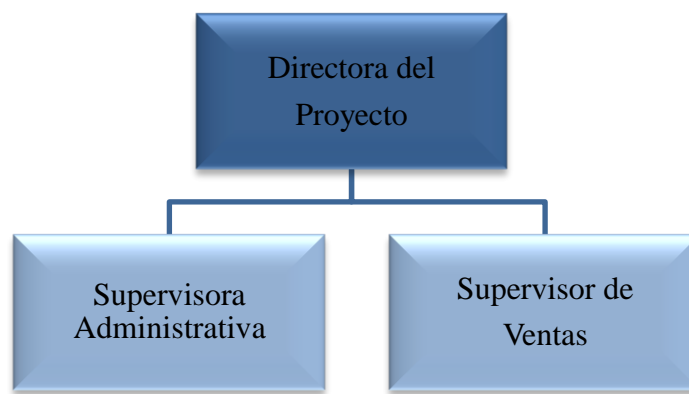 Directora del
Proyecto
Supervisora
Administrativa
Supervisor de
Ventas